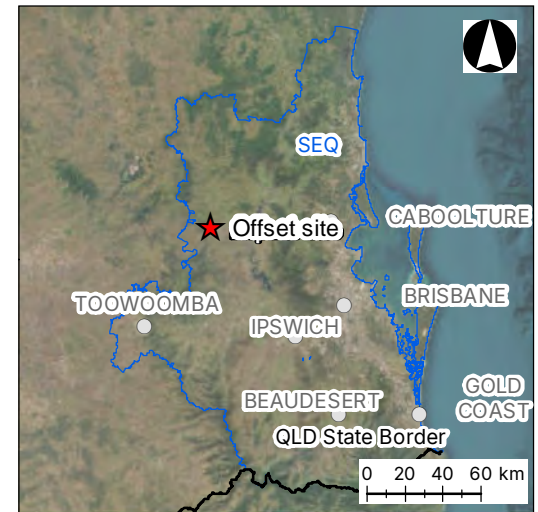 SEQ
CABOOLTURE
Offset site
TOOWOOMBA
BRISBANE
IPSWICH
BEAUDESERT
GOLD
COAST
QLD State Border
0 20 40 60 km